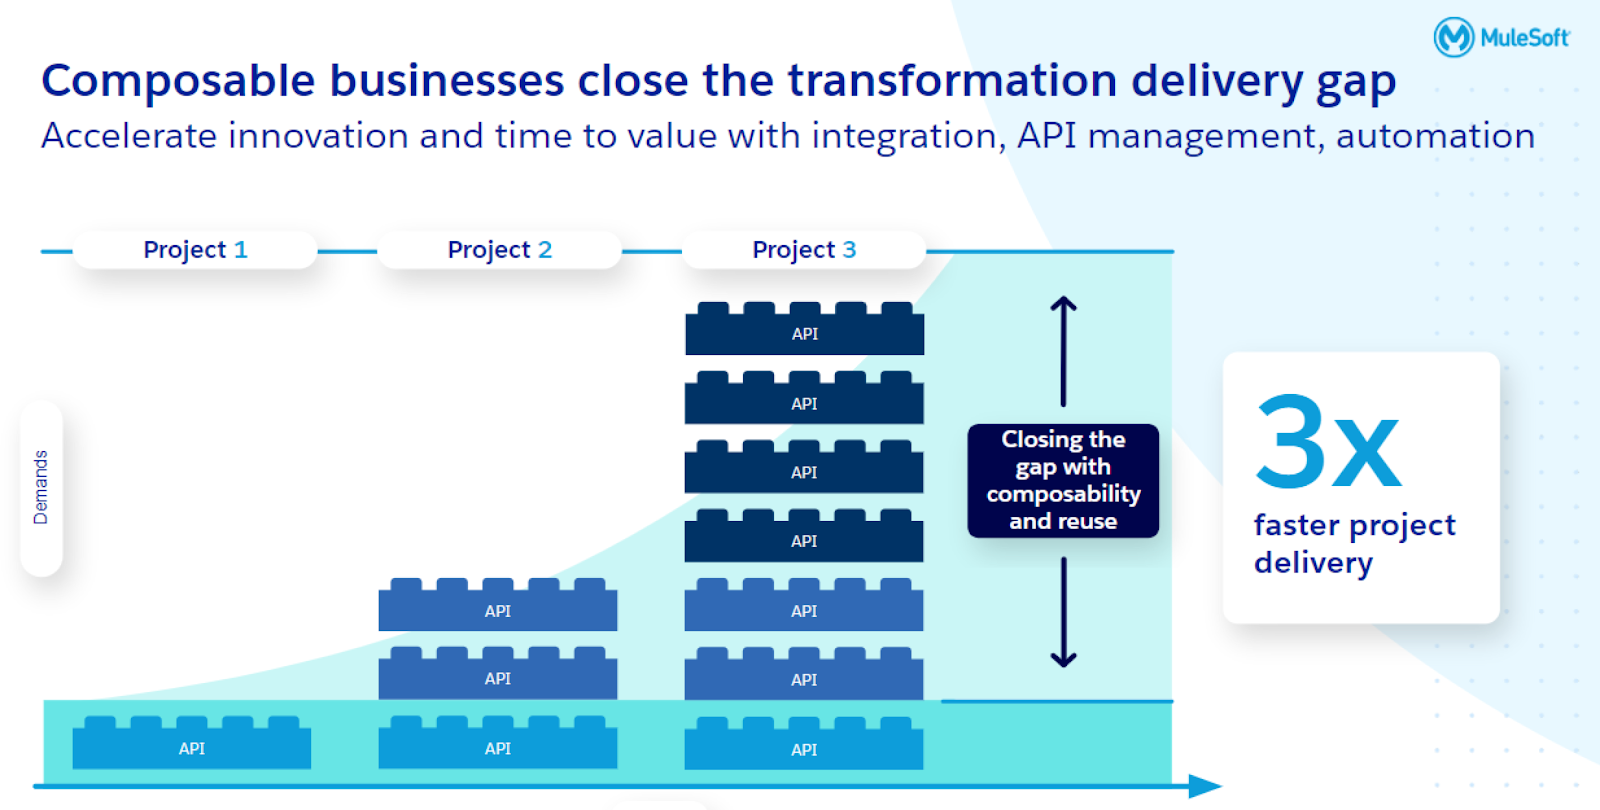 MuleSoft
Composable businesses close the transformation delivery gap
Accelerate innovation and time to value with integration, API management, automation
Project 1
Project 2
Project 3
Demands
API
API
API
API
API
API
API
API
API
API
API
Closing the
gap with
composability
and reuse
3x
faster project
delivery